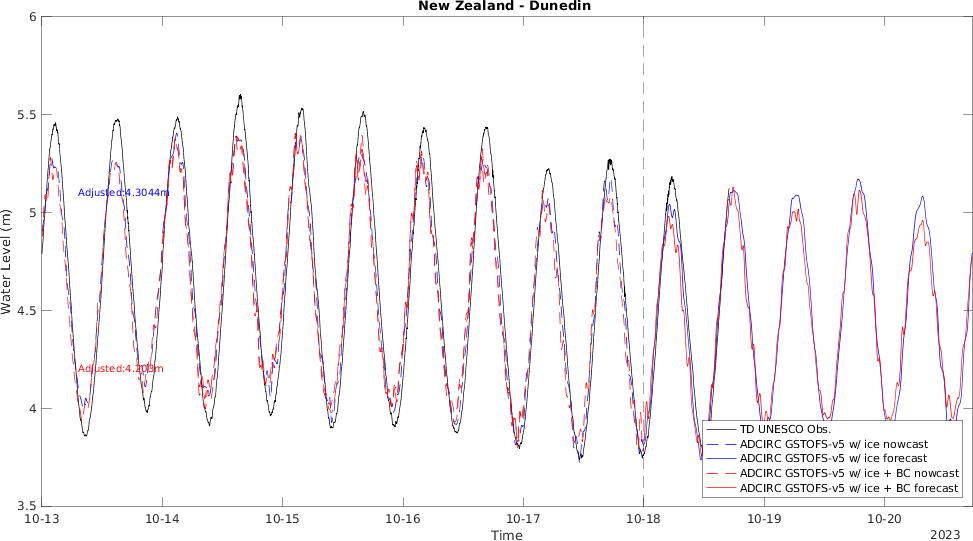 New Zealand - Dunedin
6
5.5
5
4.5
4
3.5
Water Level (m)
Adjusted:4.3044m
Adjusted:4.203m
TD UNESCO Obs.
ADCIRC GSTOFS-v5 w/ ice nowcast
ADCIRC GSTOFS-v5 w/ ice forecast
ADCIRC GSTOFS-v5 w/ ice + BC nowcast
ADCIRC GSTOFS-v5 w/ ice + BC forecast
10-13 10-14 10-15 10-16 10-17 10-18 10-19 10-20
Time
2023